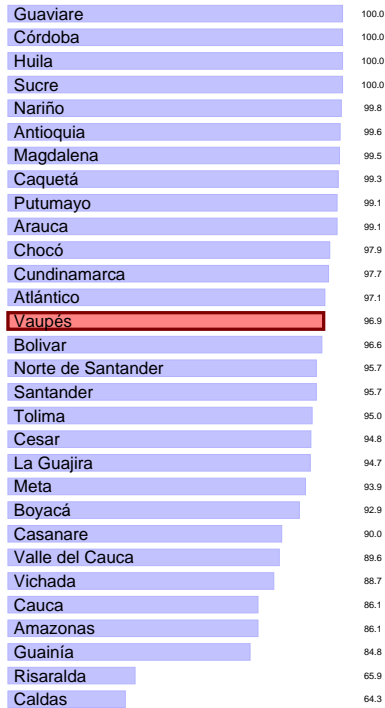 Guaviare 100.0
Córdoba 100.0
Huila 100.0
Sucre 100.0
Nariño 99.8
Antioquia 99.6
Magdalena 99.5
Caquetá 99.3
Putumayo 99.1
Arauca 99.1
Chocó 97.9
Cundinamarca 97.7
Atlántico 97.1
Vaupés 96.9
Bolivar 96.6
Norte de Santander 95.7
Santander 95.7
Tolima 95.0
Cesar 94.8
La Guajira 94.7
Meta 93.9
Boyacá 92.9
Casanare 90.0
Valle del Cauca 89.6
Vichada 88.7
Cauca 86.1
Amazonas 86.1
Guainía 84.8
Risaralda 65.9
Caldas 64.3